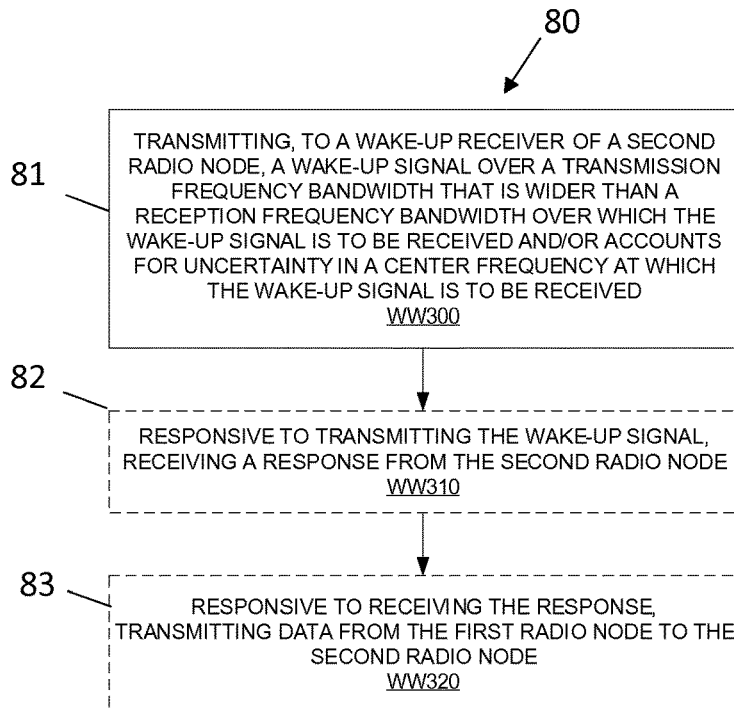 80
81
TRANSMITTING, TO A WAKE-UP RECEIVER OF A SECOND
RADIO NODE, A WAKE-UP SIGNAL OVER A TRANSMISSION
FREQUENCY BANDWIDTH THAT IS WIDER THAN A
RECEPTION FREQUENCY BANDWIDTH OVER WHICH THE
WAKE-UP SIGNAL IS TO BE RECEIVED AND/OR ACCOUNTS
FOR UNCERTAINTY IN A CENTER FREQUENCY AT WHICH
THE WAKE-UP SIGNAL IS TO BE RECEIVED
WW300
82
RESPONSIVE TO TRANSMITTING THE WAKE-UP SIGNAL,
RECEIVING A RESPONSE FROM THE SECOND RADIO NODE
WW310
83
RESPONSIVE TO RECEIVING THE RESPONSE,
TRANSMITTING DATA FROM THE FIRST RADIO NODE TO THE
SECOND RADIO NODE
WW320